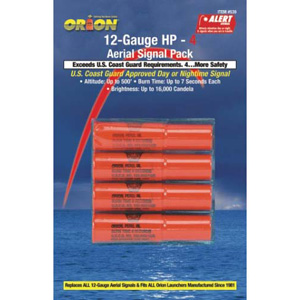 ITEM #519
ORION
ALERT
12-Gauge HP - 4
Aerial Signal Pack
Exceeds U.S. Coast Guard Requirements. 4...More Safety
U.S. Coast Guard Approved Day or Nighttime Signal
• Altitude: Up to 500' • Burn Time: Up to 7 Seconds Each
• Brightness: Up to 16,000 Candela
Replaces ALL 12-Gauge Aerial Signals & Fits ALL Orion Launchers Manufactured Since 1981